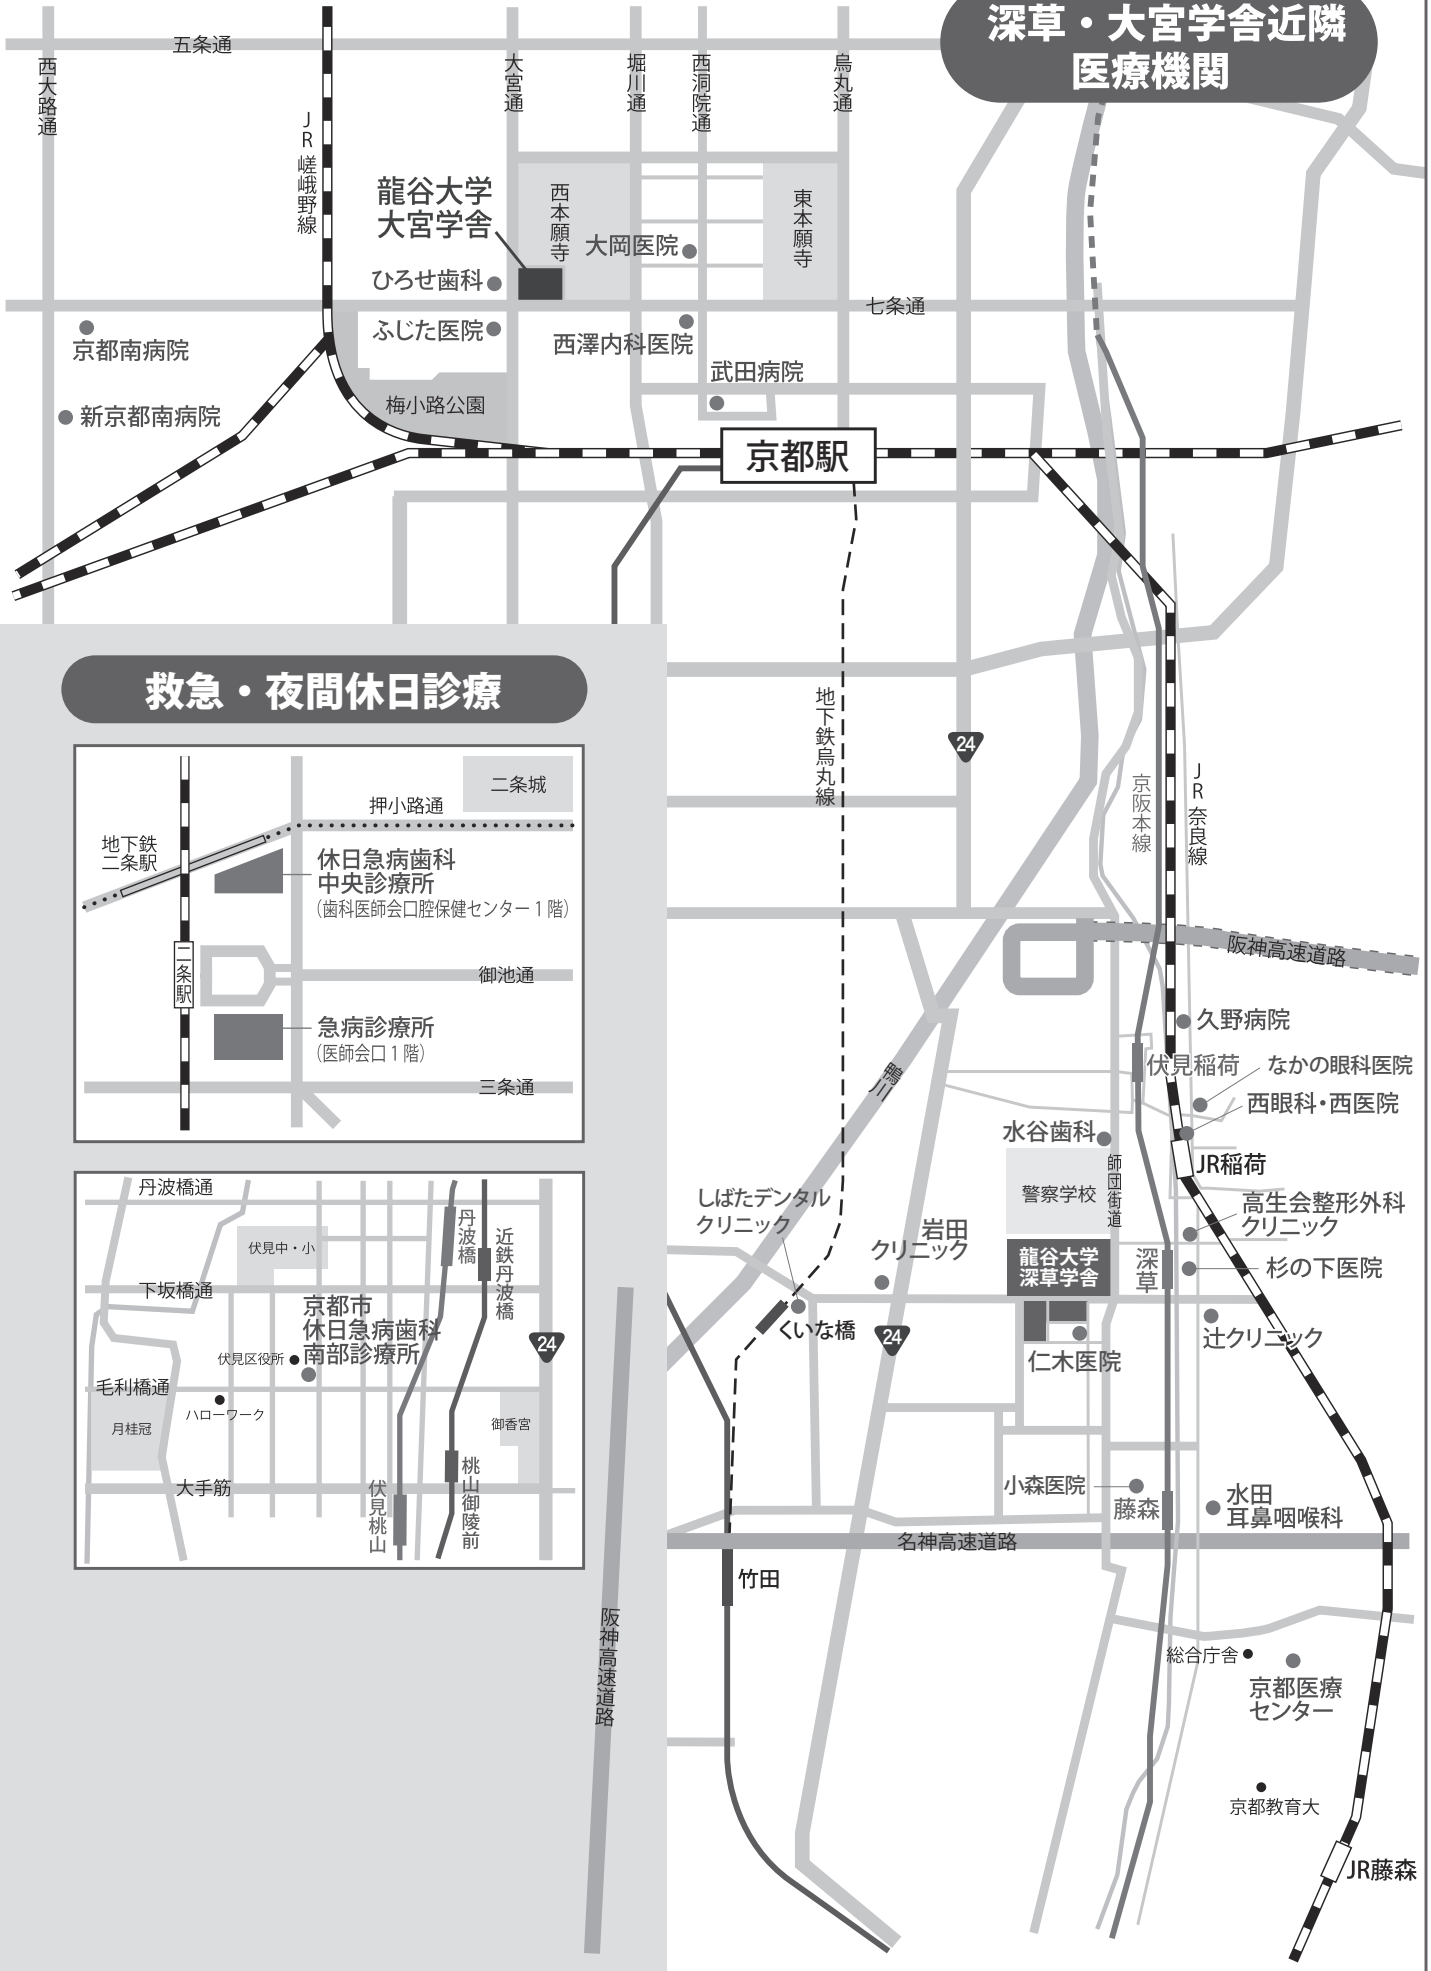 深草・大宮学舎近隣
医療機関
五条通
西大路通
JR嵯峨野線
大宮通
堀川通
西洞院通
烏丸通
龍谷大学
大宮学舎
西本願寺
東本願寺
大岡医院
ひろせ歯科
七条通
ふじた医院
西澤内科医院
京都南病院
武田病院
新京都南病院
梅小路公園
京都駅
地下鉄烏丸線
24
京阪本線
JR奈良線
阪神高速道路
久野病院
伏見稲荷
なかの眼科医院
西眼科・西医院
鴨川
水谷歯科
JR稲荷
警察学校
師団街道
しばたデンタル
クリニック
岩田
クリニック
高生会整形外科
クリニック
龍谷大学
深草学舎
深草
杉の下医院
くいな橋
24
辻クリニック
仁木医院
小森医院
藤森
水田
耳鼻咽喉科
名神高速道路
竹田
阪神高速道路
総合庁舎
京都医療
センター
京都教育大
JR藤森
救急・夜間休日診療
二条城
押小路通
地下鉄
二条駅
休日急病歯科
中央診療所
（歯科医師会口腔保健センター1階）
二条駅
御池通
急病診療所
（医師会口1階）
三条通
丹波橋通
丹波橋
近鉄丹波橋
伏見中・小
下坂橋通
京都市
休日急病歯科
南部診療所
24
伏見区役所
毛利橋通
ハローワーク
月桂冠
御香宮
大手筋
伏見桃山
桃山御陵前